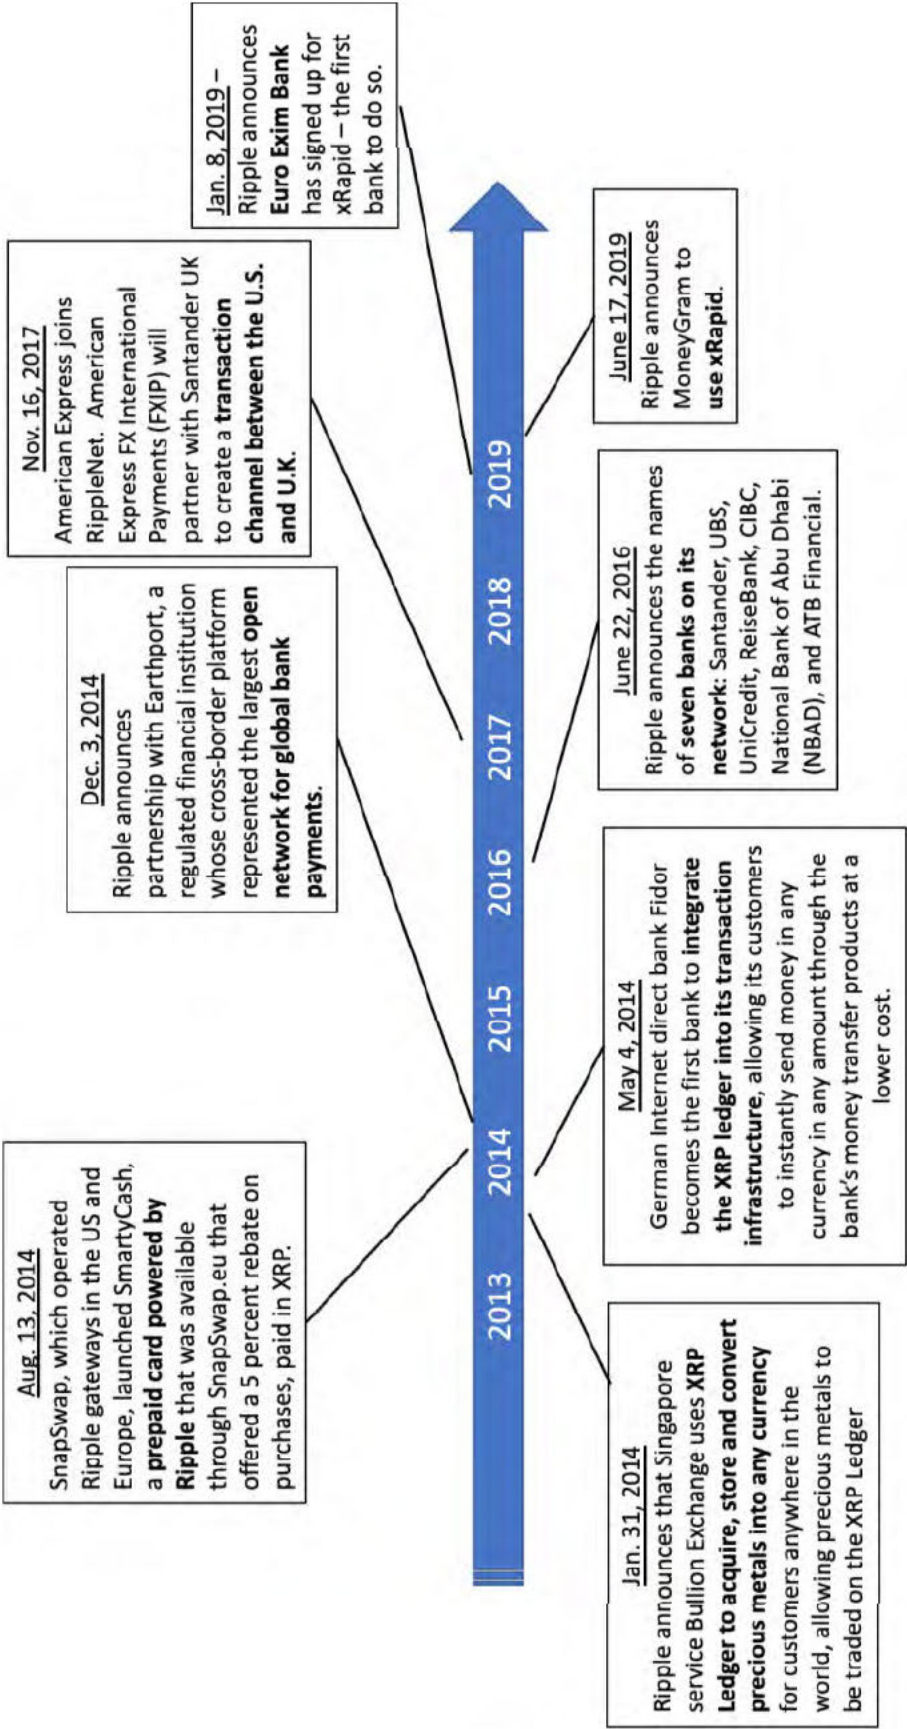 Aug. 13, 2014
SnapSwap, which operated
Ripple gateways in the US and
Europe, launched SmartyCash,
a prepaid card powered by
Ripple that was available
through SnapSwap.eu that
offered a 5 percent rebate on
purchases, paid in XRP.
Dec. 3, 2014
Ripple announces
partnership with Earthport, a
regulated financial institution
whose cross-border platform
represented the largest open
network for global bank
payments.
Nov. 16, 2017
American Express joins
RippleNet. American
Express FX International
Payments (FXIP) will
partner with Santander UK
to create a transaction
channel between the U.S.
and U.K.
Jan. 8, 2019 –
Ripple announces
Euro Exim Bank
has signed up for
xRapid – the first
bank to do so.
2013 2014 2015 2016 2017 2018 2019
Jan. 31, 2014
Ripple announces that Singapore
service Bullion Exchange uses XRP
Ledger to acquire, store and convert
precious metals into any currency
for customers anywhere in the
world, allowing precious metals to
be traded on the XRP Ledger
May 4, 2014
German Internet direct bank Fidor
becomes the first bank to integrate
the XRP ledger into its transaction
infrastructure, allowing its customers
to instantly send money in any
currency in any amount through the
bank's money transfer products at a
lower cost.
June 22, 2016
Ripple announces the names
of seven banks on its
network: Santander, UBS,
UniCredit, ReiseBank, CIBC,
National Bank of Abu Dhabi
(NBAD), and ATB Financial.
June 17, 2019
Ripple announces
MoneyGram to
use xRapid.